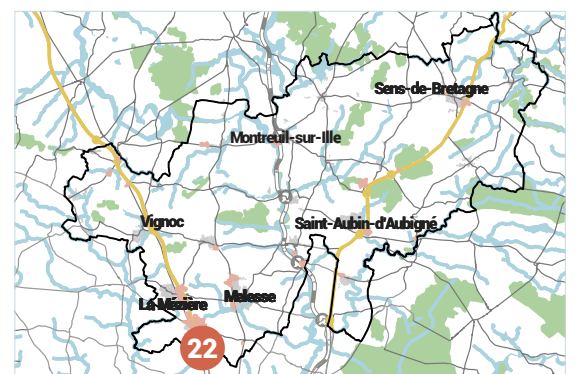 Sens-de-Bretagne
Montreuil-sur-Ille
Vignoc
Saint-Aubin-d'Aubigné
La Mézière
Melesse
22